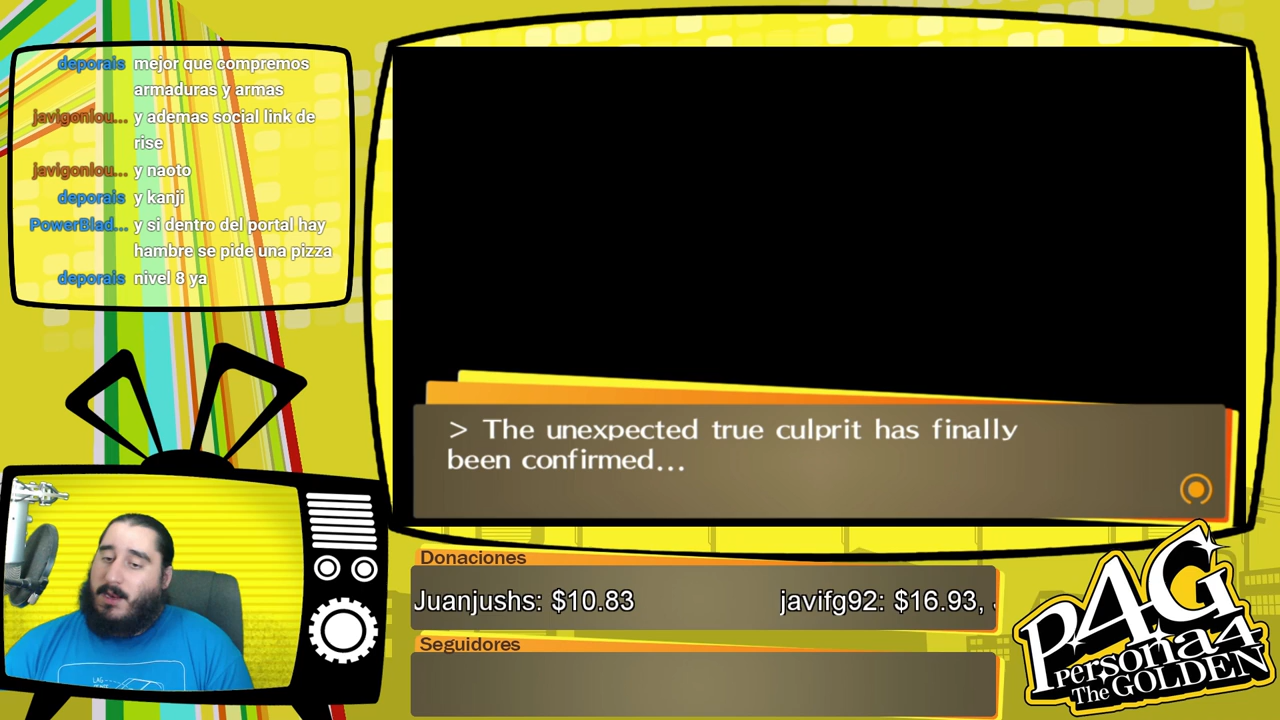 deporais mejor que compremos
armaduras y armas
javigonlou... y ademas social link de
rise
javigonlou... y naoto
deporais y kanji
PowerBlad... y si dentro del portal hay
hambre se pide una pizza
deporais nivel 8 ya
> The unexpected true culprit has finally
been confirmed...
Donaciones
Juanjushs: $10.83 javifg92: $16.93,
Seguidores
P4G
Persona 4
The GOLDEN